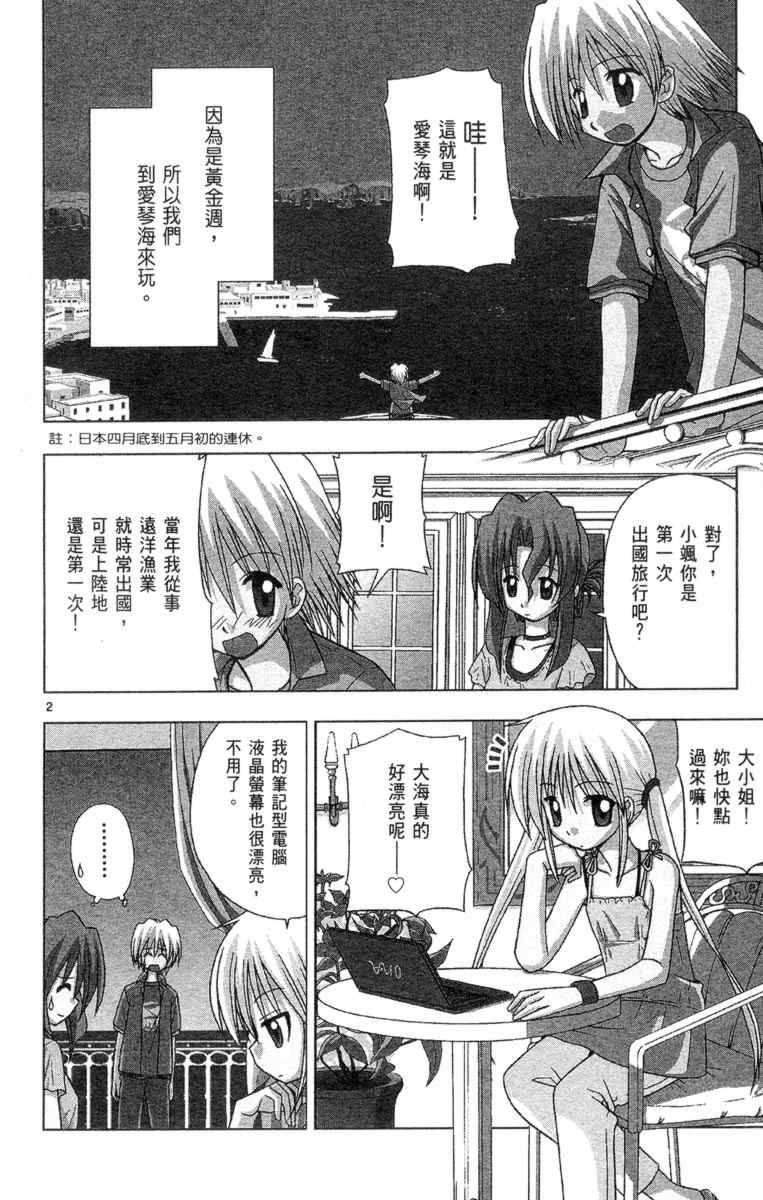 哇——！
這就是
愛琴海啊！
因為是黃金週，
所以我們
到愛琴海來玩。
註：日本四月底到五月初的連休。
對了，
小颯你是
第一次
出國旅行吧？
是啊！
當年我從事
遠洋漁業
就時常出國，
可是上陸地
還是第一次！
2
大小姐！
妳也快點
過來嘛！
大海真的
好漂亮呢——♡
VAIO
我的筆記型電腦
液晶螢幕也很漂亮，
不用了。
………